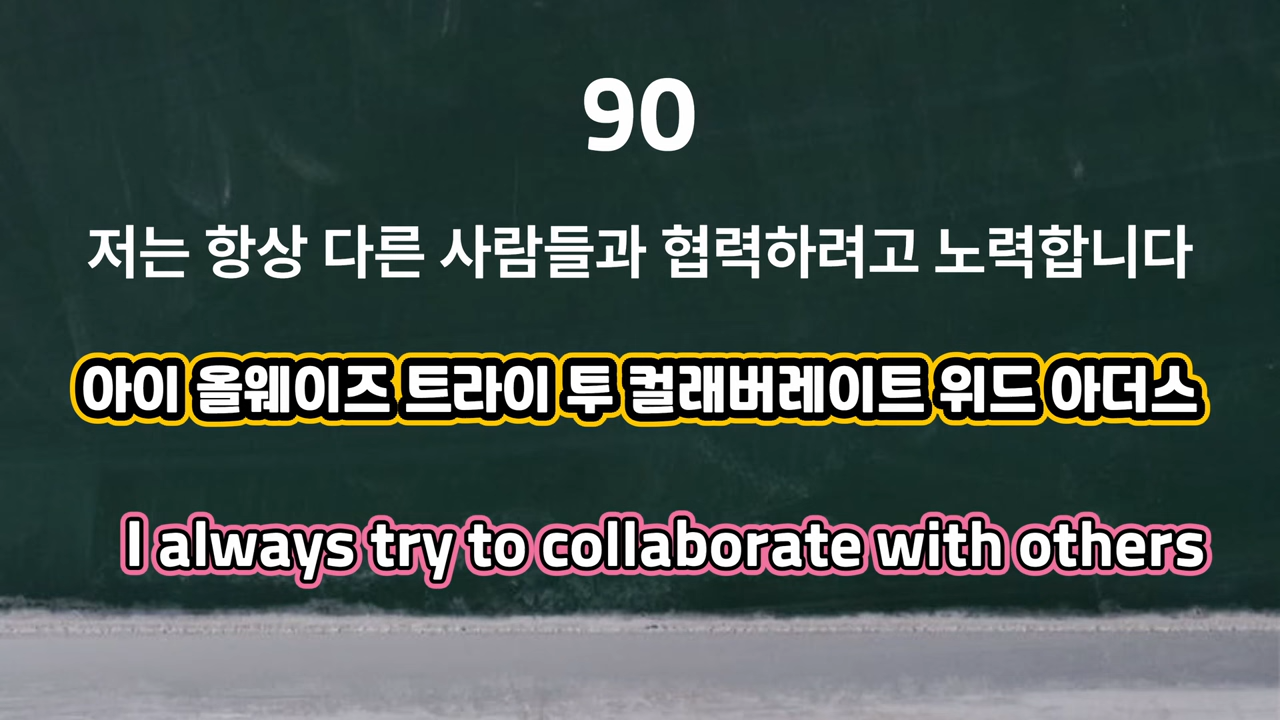 90
저는 항상 다른 사람들과 협력하려고 노력합니다
아이 올웨이즈 트라이 투 컬래버레이트 위드 아더스
I always try to collaborate with others